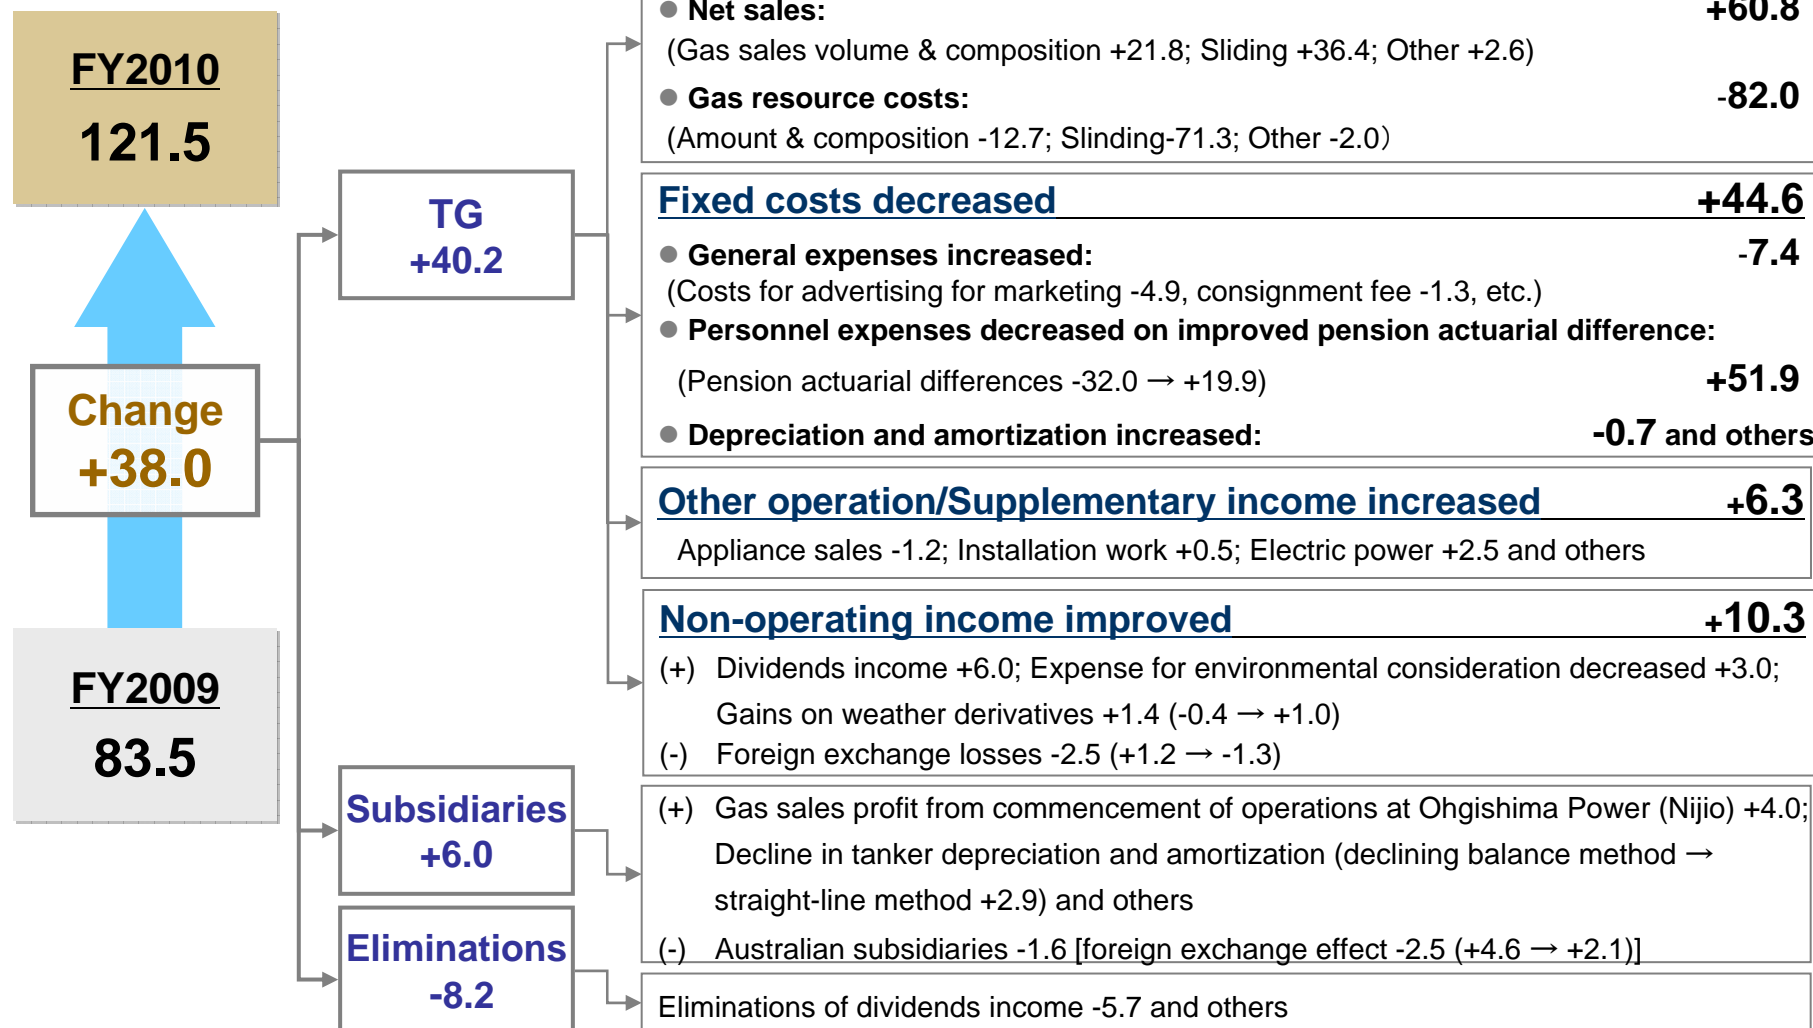 FY2010
121.5
Change
+38.0
FY2009
83.5
TG
+40.2
Subsidiaries
+6.0
Eliminations
-8.2
● Net sales: +60.8
(Gas sales volume & composition +21.8; Sliding +36.4; Other +2.6)
● Gas resource costs: -82.0
(Amount & composition -12.7; Slinding-71.3; Other -2.0）
Fixed costs decreased +44.6
● General expenses increased: -7.4
(Costs for advertising for marketing -4.9, consignment fee -1.3, etc.)
● Personnel expenses decreased on improved pension actuarial difference:
(Pension actuarial differences -32.0 → +19.9) +51.9
● Depreciation and amortization increased: -0.7 and others
Other operation/Supplementary income increased +6.3
Appliance sales -1.2; Installation work +0.5; Electric power +2.5 and others
Non-operating income improved +10.3
(+) Dividends income +6.0; Expense for environmental consideration decreased +3.0;
Gains on weather derivatives +1.4 (-0.4 → +1.0)
(-) Foreign exchange losses -2.5 (+1.2 → -1.3)
(+) Gas sales profit from commencement of operations at Ohgishima Power (Nijio) +4.0;
Decline in tanker depreciation and amortization (declining balance method →
straight-line method +2.9) and others
(-) Australian subsidiaries -1.6 [foreign exchange effect -2.5 (+4.6 → +2.1)]
Eliminations of dividends income -5.7 and others